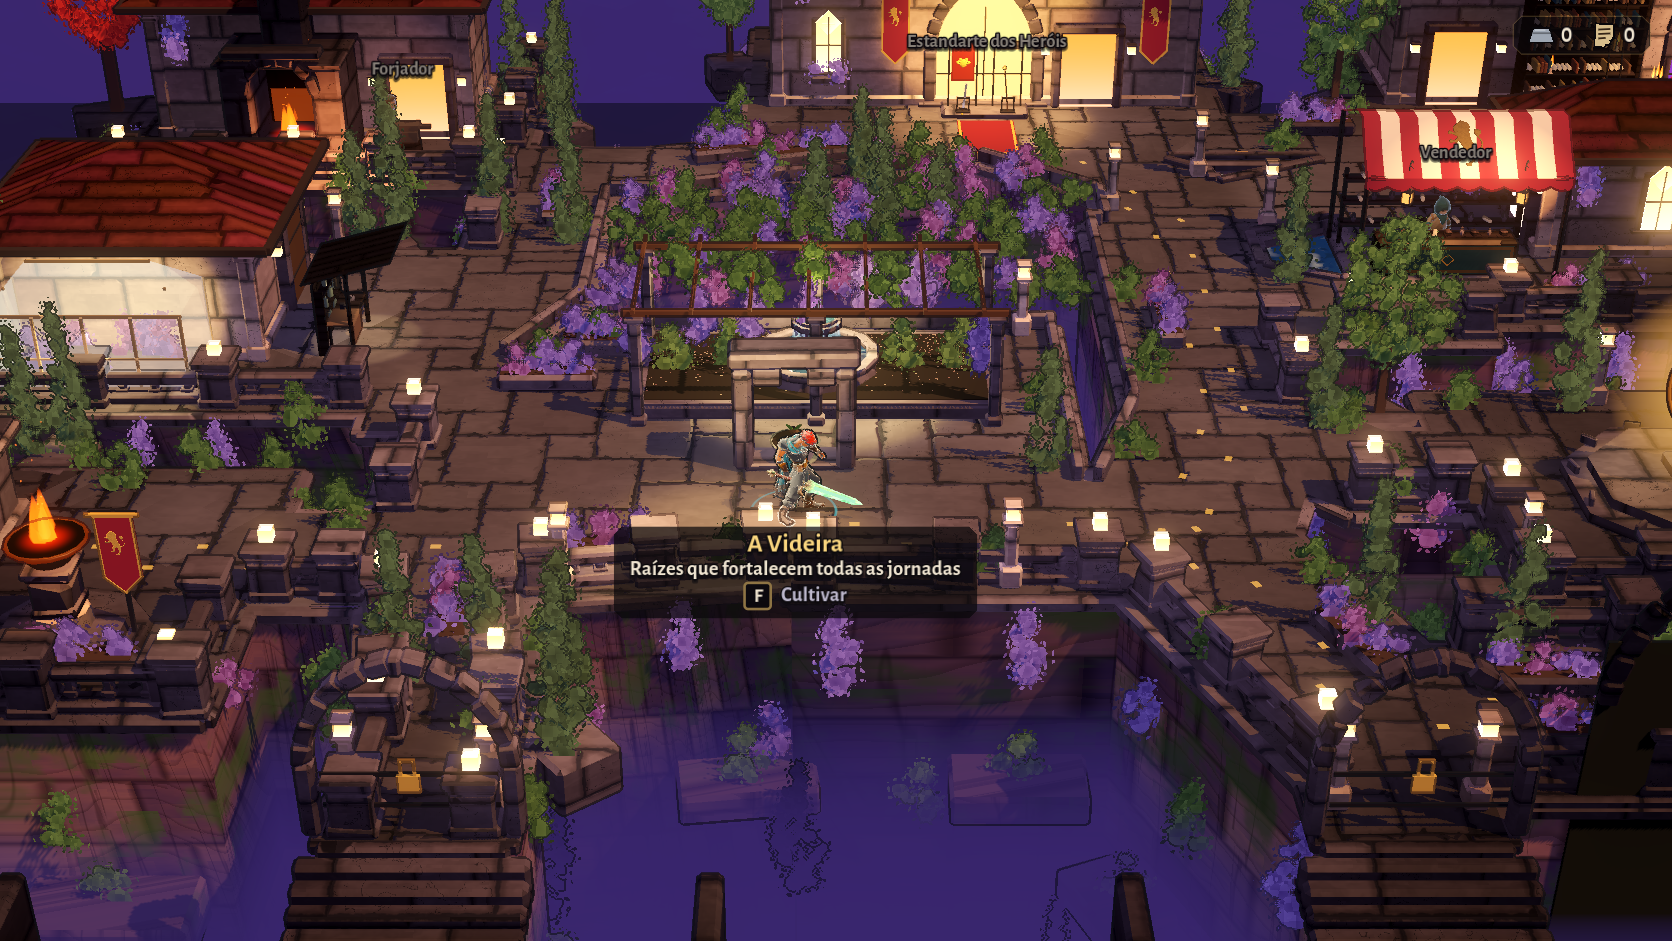 Estandarte dos Heróis
0 0
Forjador
Vendedor
A Videira
Raízes que fortalecem todas as jornadas
F Cultivar